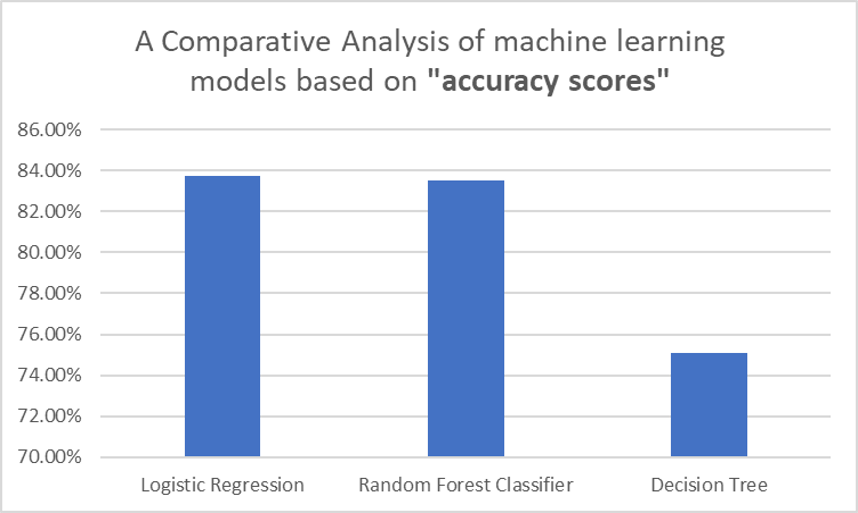 A Comparative Analysis of machine learning
models based on "accuracy scores"
86.00%
84.00%
82.00%
80.00%
78.00%
76.00%
74.00%
72.00%
70.00%
Logistic Regression
Random Forest Classifier
Decision Tree